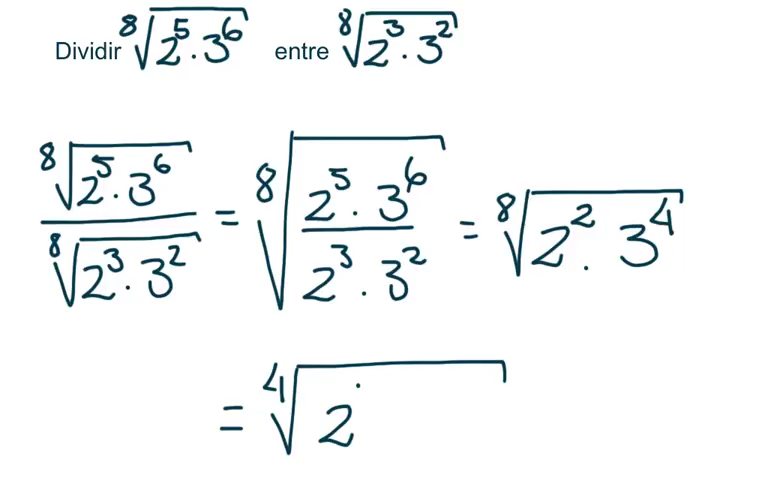 Dividir ⁸√(2⁵·3⁶) entre ⁸√(2³·3²)
⁸√(2⁵·3⁶) / ⁸√(2³·3²) = ⁸√((2⁵·3⁶) / (2³·3²)) = ⁸√(2²·3⁴)
= ⁴√(2